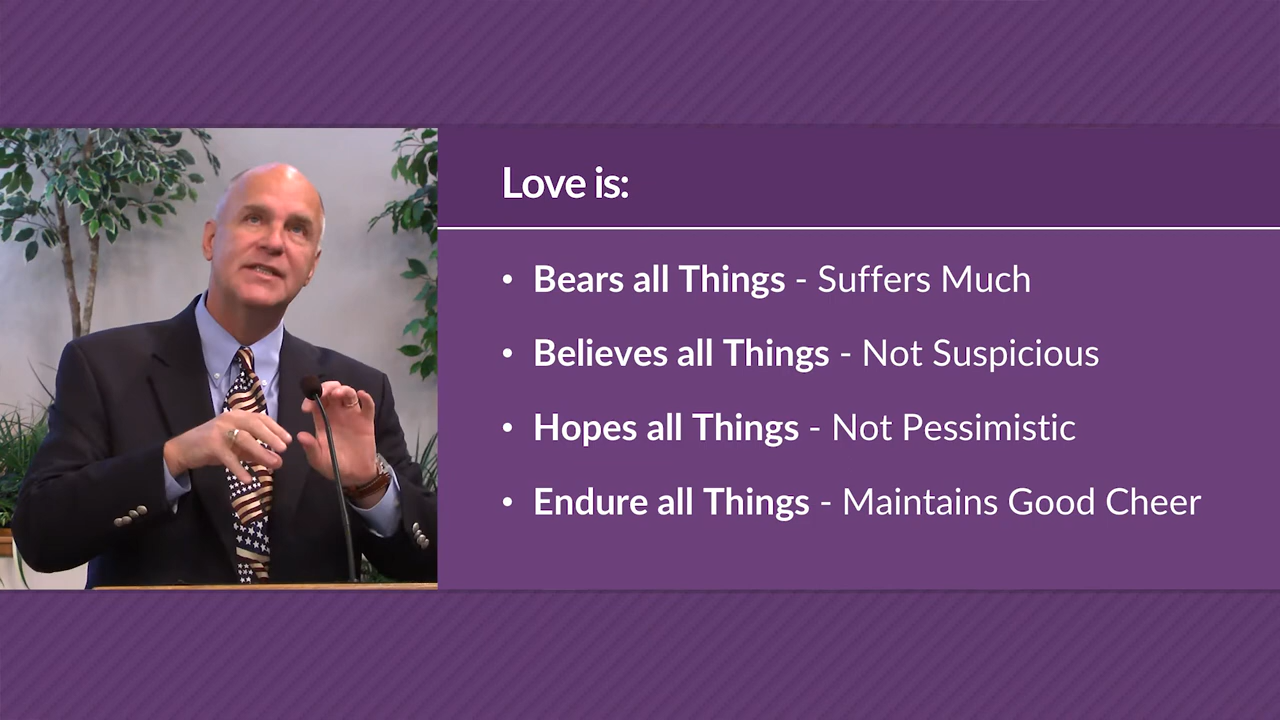 Love is:
• Bears all Things - Suffers Much
• Believes all Things - Not Suspicious
• Hopes all Things - Not Pessimistic
• Endure all Things - Maintains Good Cheer